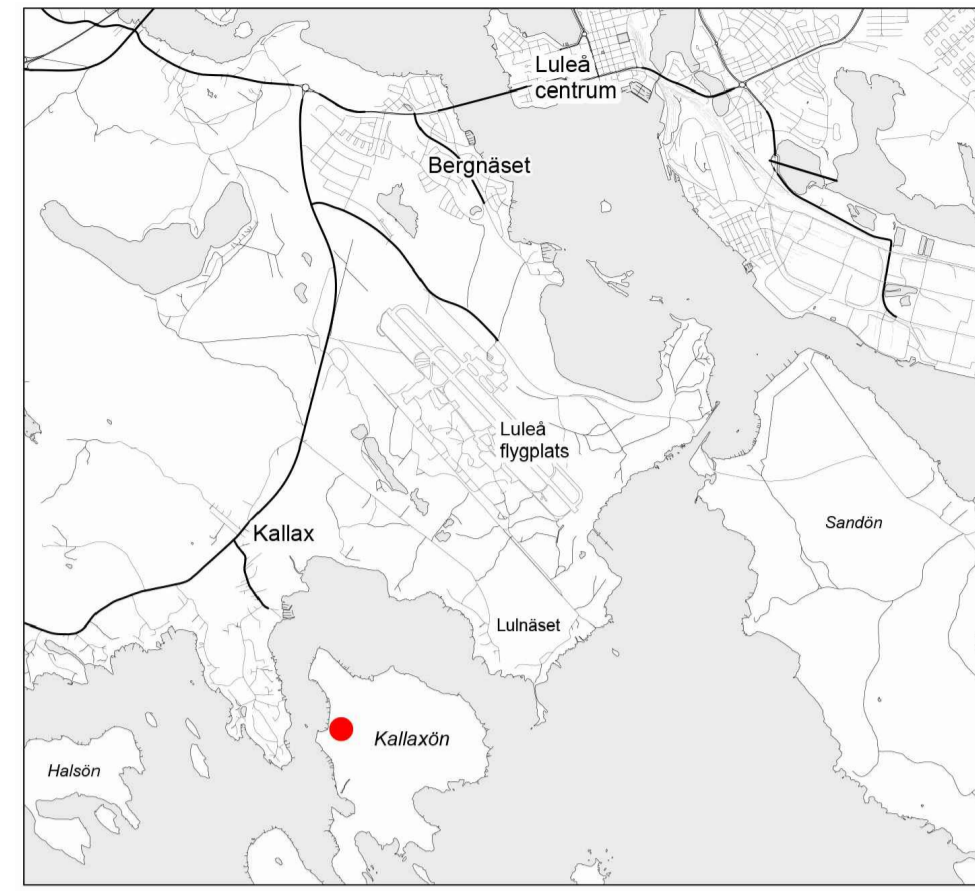 Luleå
centrum
Bergnäset
Luleå
flygplats
Sandön
Kallax
Lulnäset
Kallaxön
Halsön